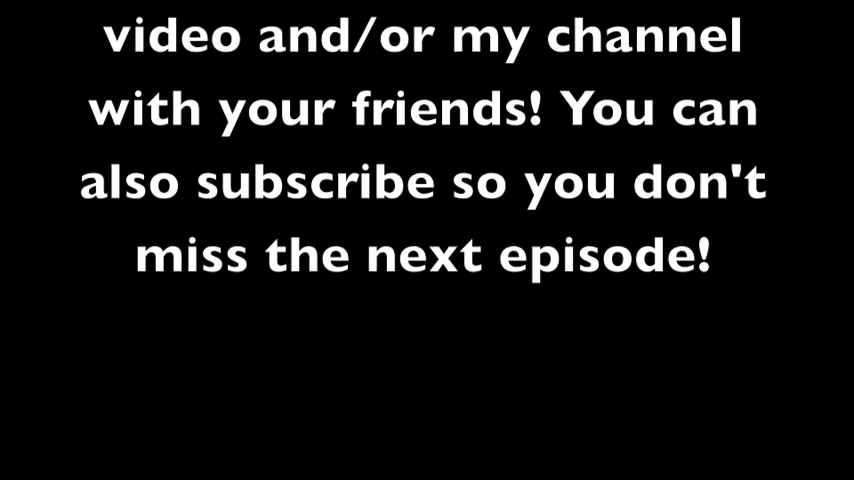 video and/or my channel
with your friends! You can
also subscribe so you don't
miss the next episode!